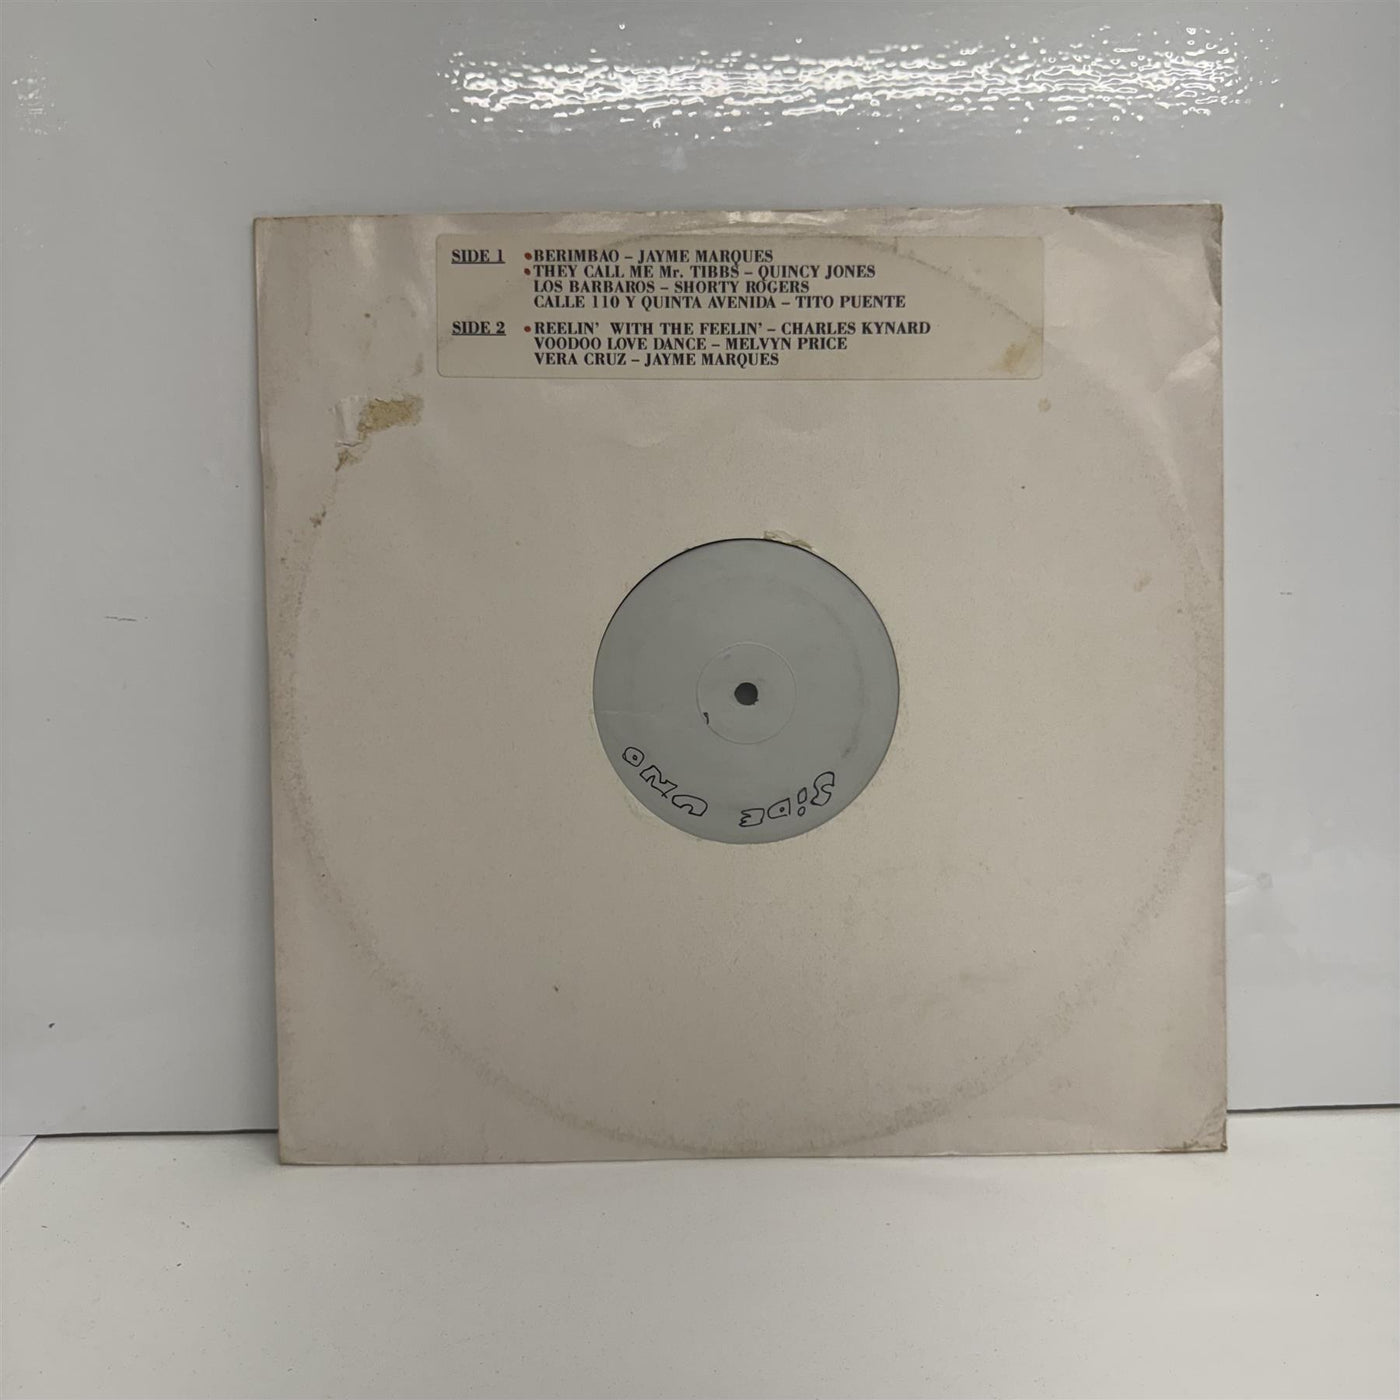 SIDE 1 •BERIMBAO – JAYME MARQUES
•THEY CALL ME Mr. TIBBS – QUINCY JONES
LOS BARBAROS – SHORTY ROGERS
CALLE 110 Y QUINTA AVENIDA – TITO PUENTE
SIDE 2 •REELIN' WITH THE FEELIN' – CHARLES KYNARD
VOODOO LOVE DANCE – MELVYN PRICE
VERA CRUZ – JAYME MARQUES
SiDE UNO